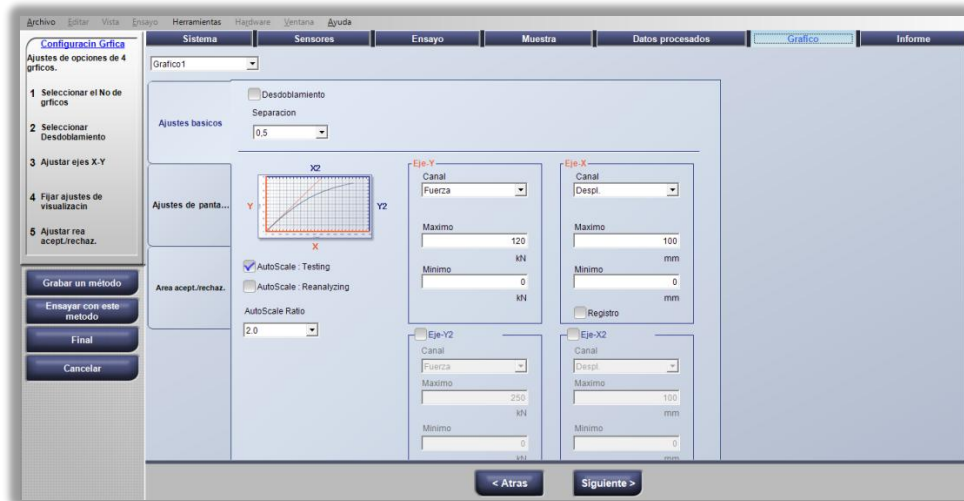 Archivo Editar Vista Ensayo Herramientas Hardware Ventana Ayuda
Sistema Sensores Ensayo Muestra Datos procesados Grafico Informe
Configuracin Grfica
Ajustes de opciones de 4
grficos.
1 Seleccionar el No de
grficos
2 Seleccionar
Desdoblamiento
3 Ajustar ejes X-Y
4 Fijar ajustes de
visualizacin
5 Ajustar rea
acept./rechaz.
Grabar un método
Ensayar con este
metodo
Final
Cancelar
Grafico1
Ajustes basicos
Ajustes de panta...
Area acept./rechaz.
Desdoblamiento
Separacion
0,5
X2
Y
Y2
X
AutoScale : Testing
AutoScale : Reanalyzing
AutoScale Ratio
2.0
Eje-Y
Canal
Fuerza
Maximo
120
kN
Minimo
0
kN
Eje-X
Canal
Despl.
Maximo
100
mm
Minimo
0
mm
Registro
Eje-Y2
Canal
Fuerza
Maximo
250
kN
Minimo
0
kN
Eje-X2
Canal
Despl.
Maximo
100
mm
Minimo
0
mm
< Atras Siguiente >